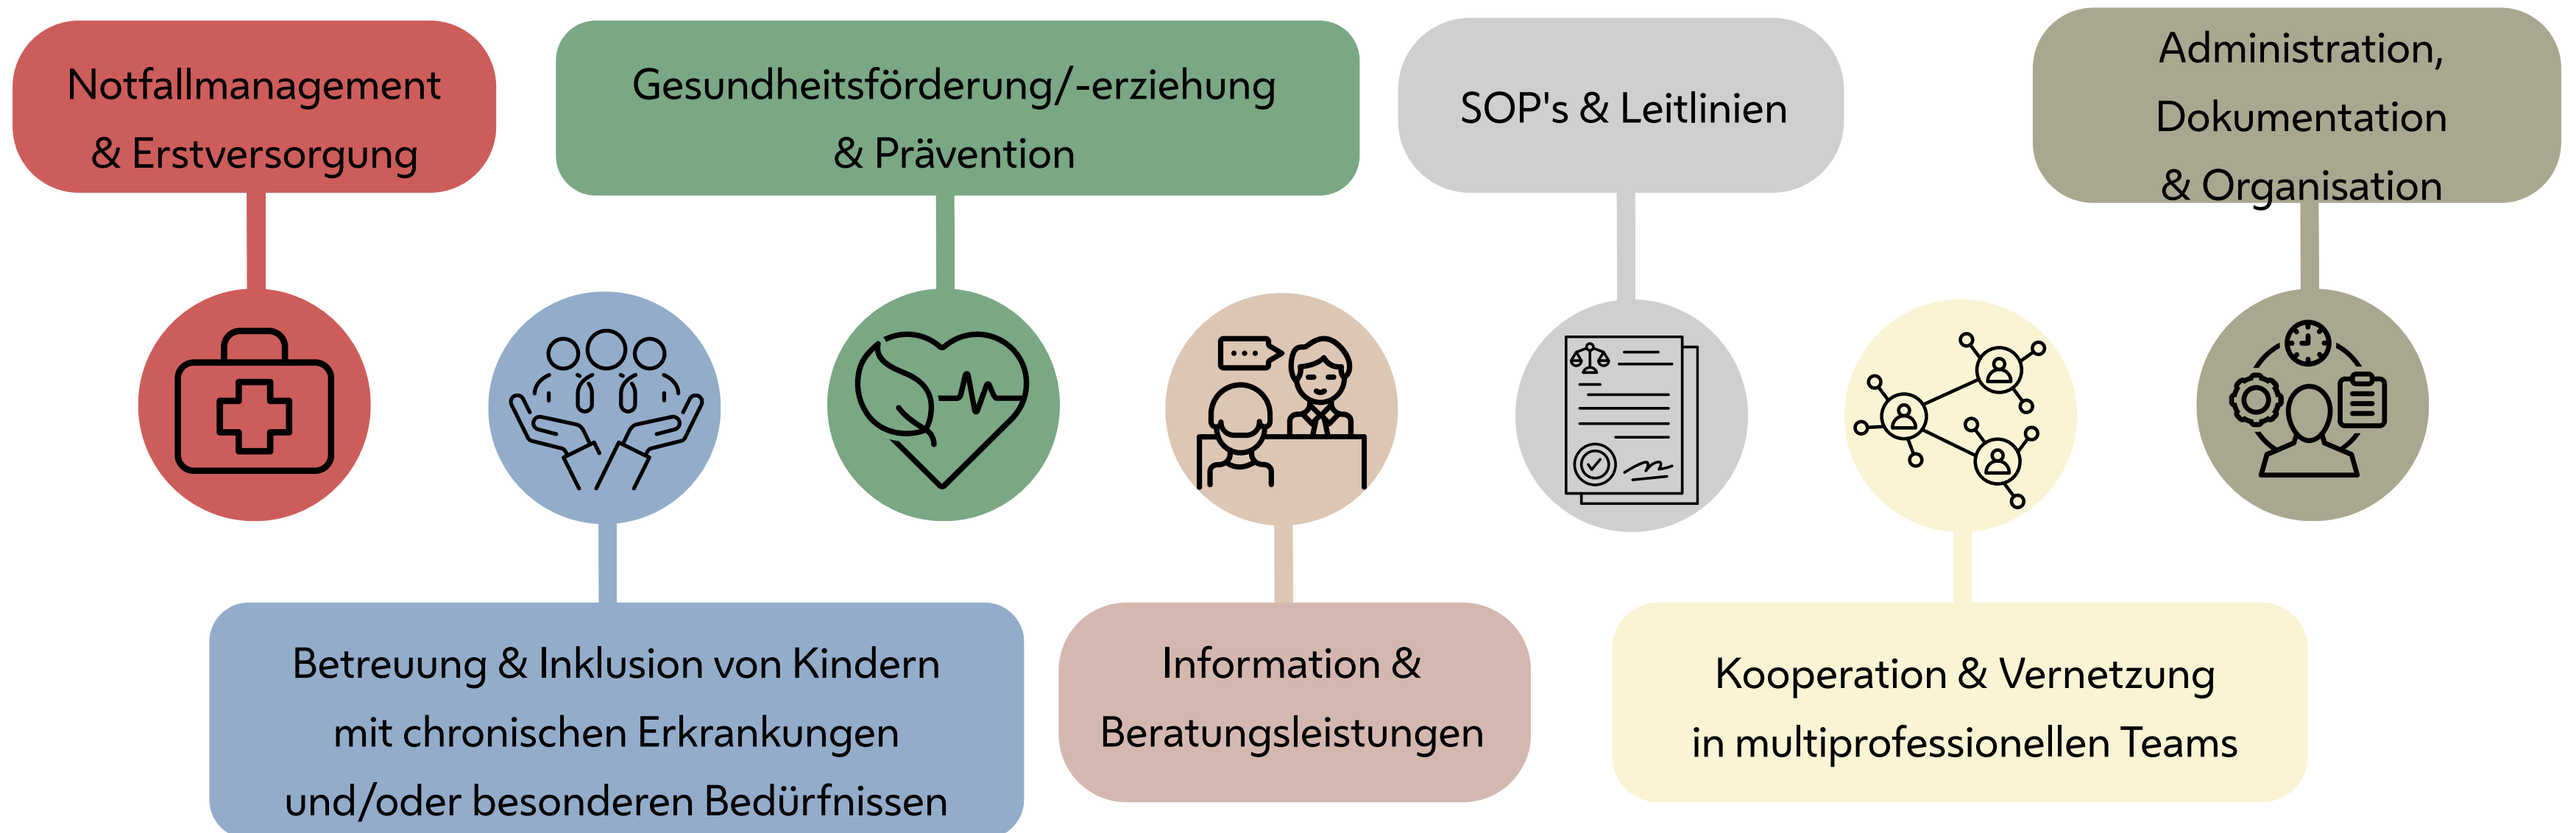 Notfallmanagement
& Erstversorgung
Gesundheitsförderung/-erziehung
& Prävention
SOP's & Leitlinien
Administration,
Dokumentation
& Organisation
Betreuung & Inklusion von Kindern
mit chronischen Erkrankungen
und/oder besonderen Bedürfnissen
Information &
Beratungsleistungen
Kooperation & Vernetzung
in multiprofessionellen Teams